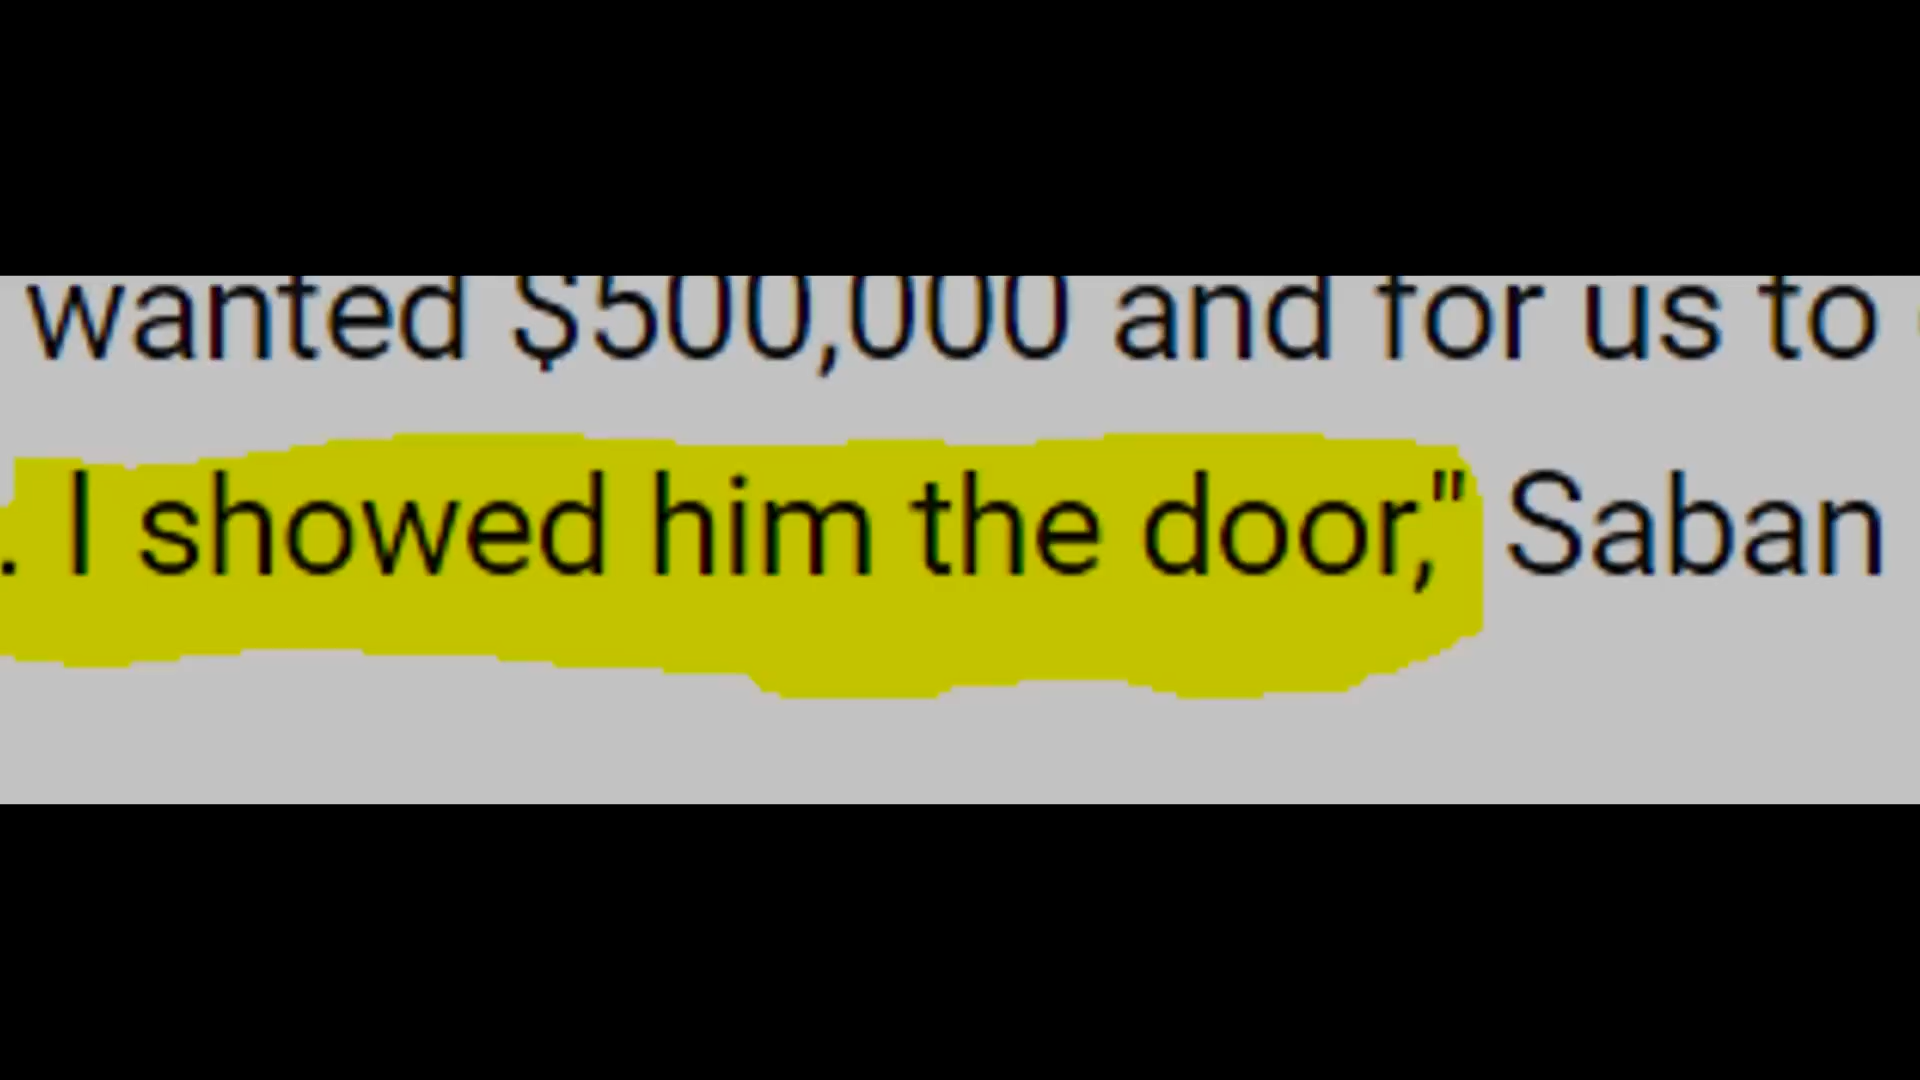 wanted $500,000 and for us to
. I showed him the door," Saban